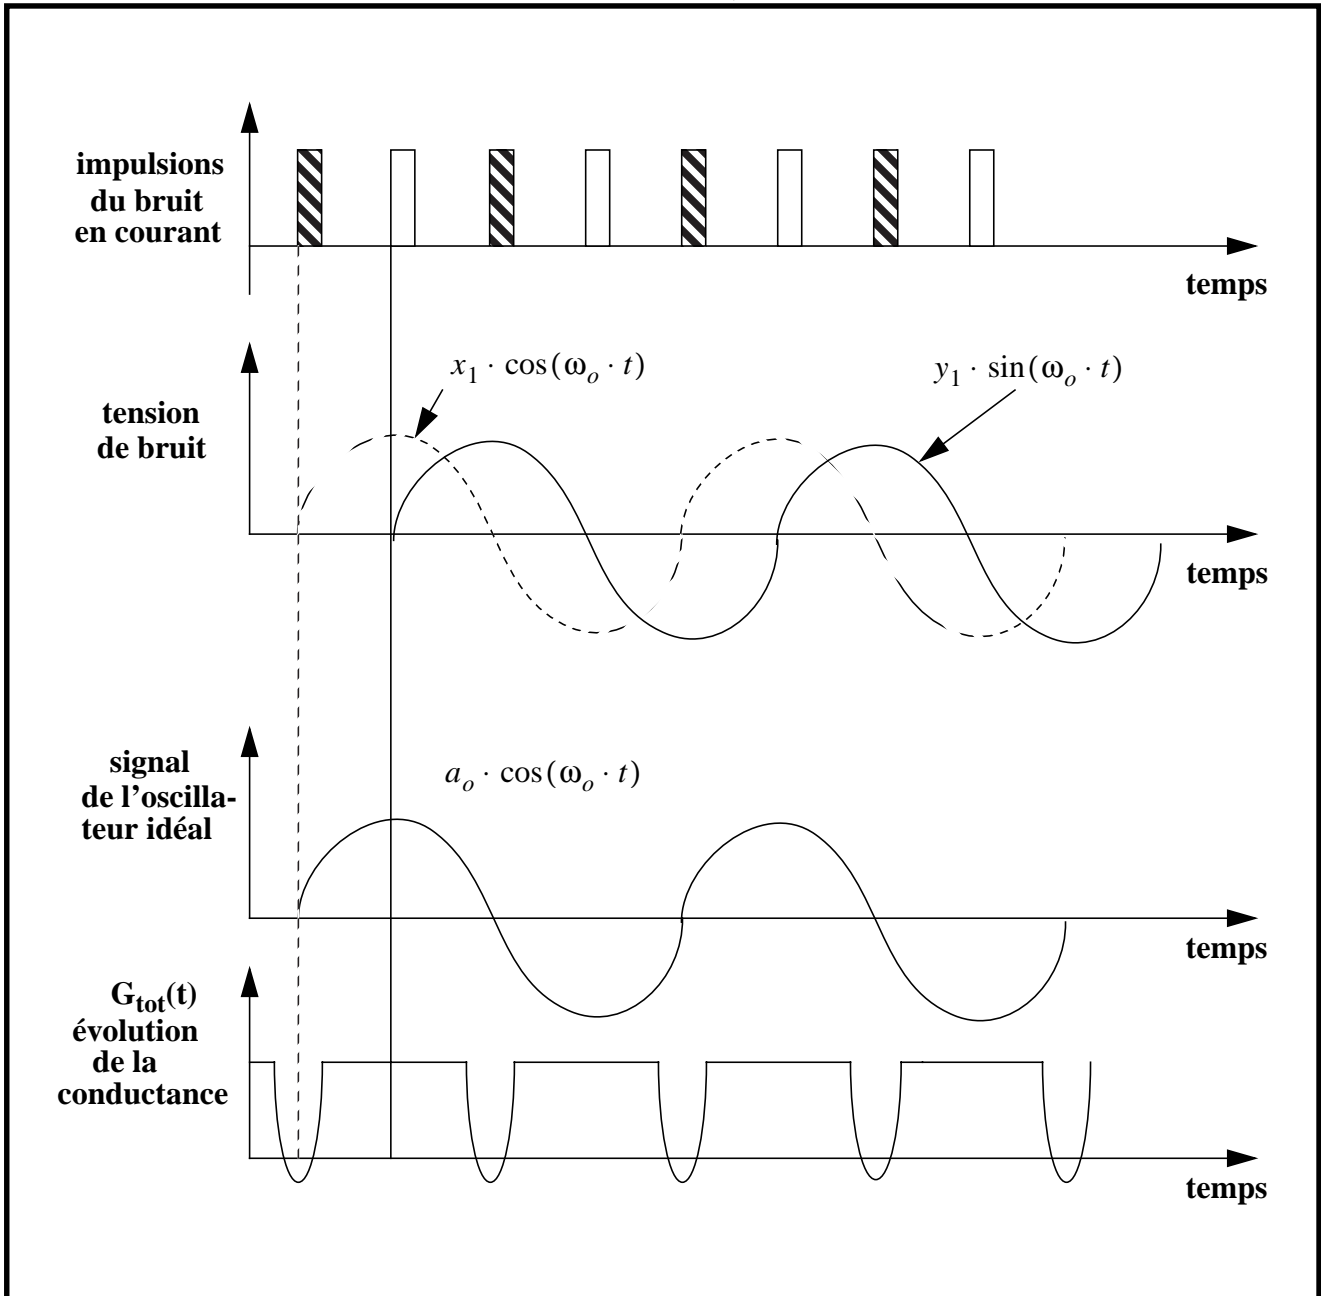 impulsions
du bruit
en courant
temps
x1 · cos(ωo · t)
y1 · sin(ωo · t)
tension
de bruit
temps
signal
de l'oscilla-
teur idéal
ao · cos(ωo · t)
temps
Gtot(t)
évolution
de la
conductance
temps